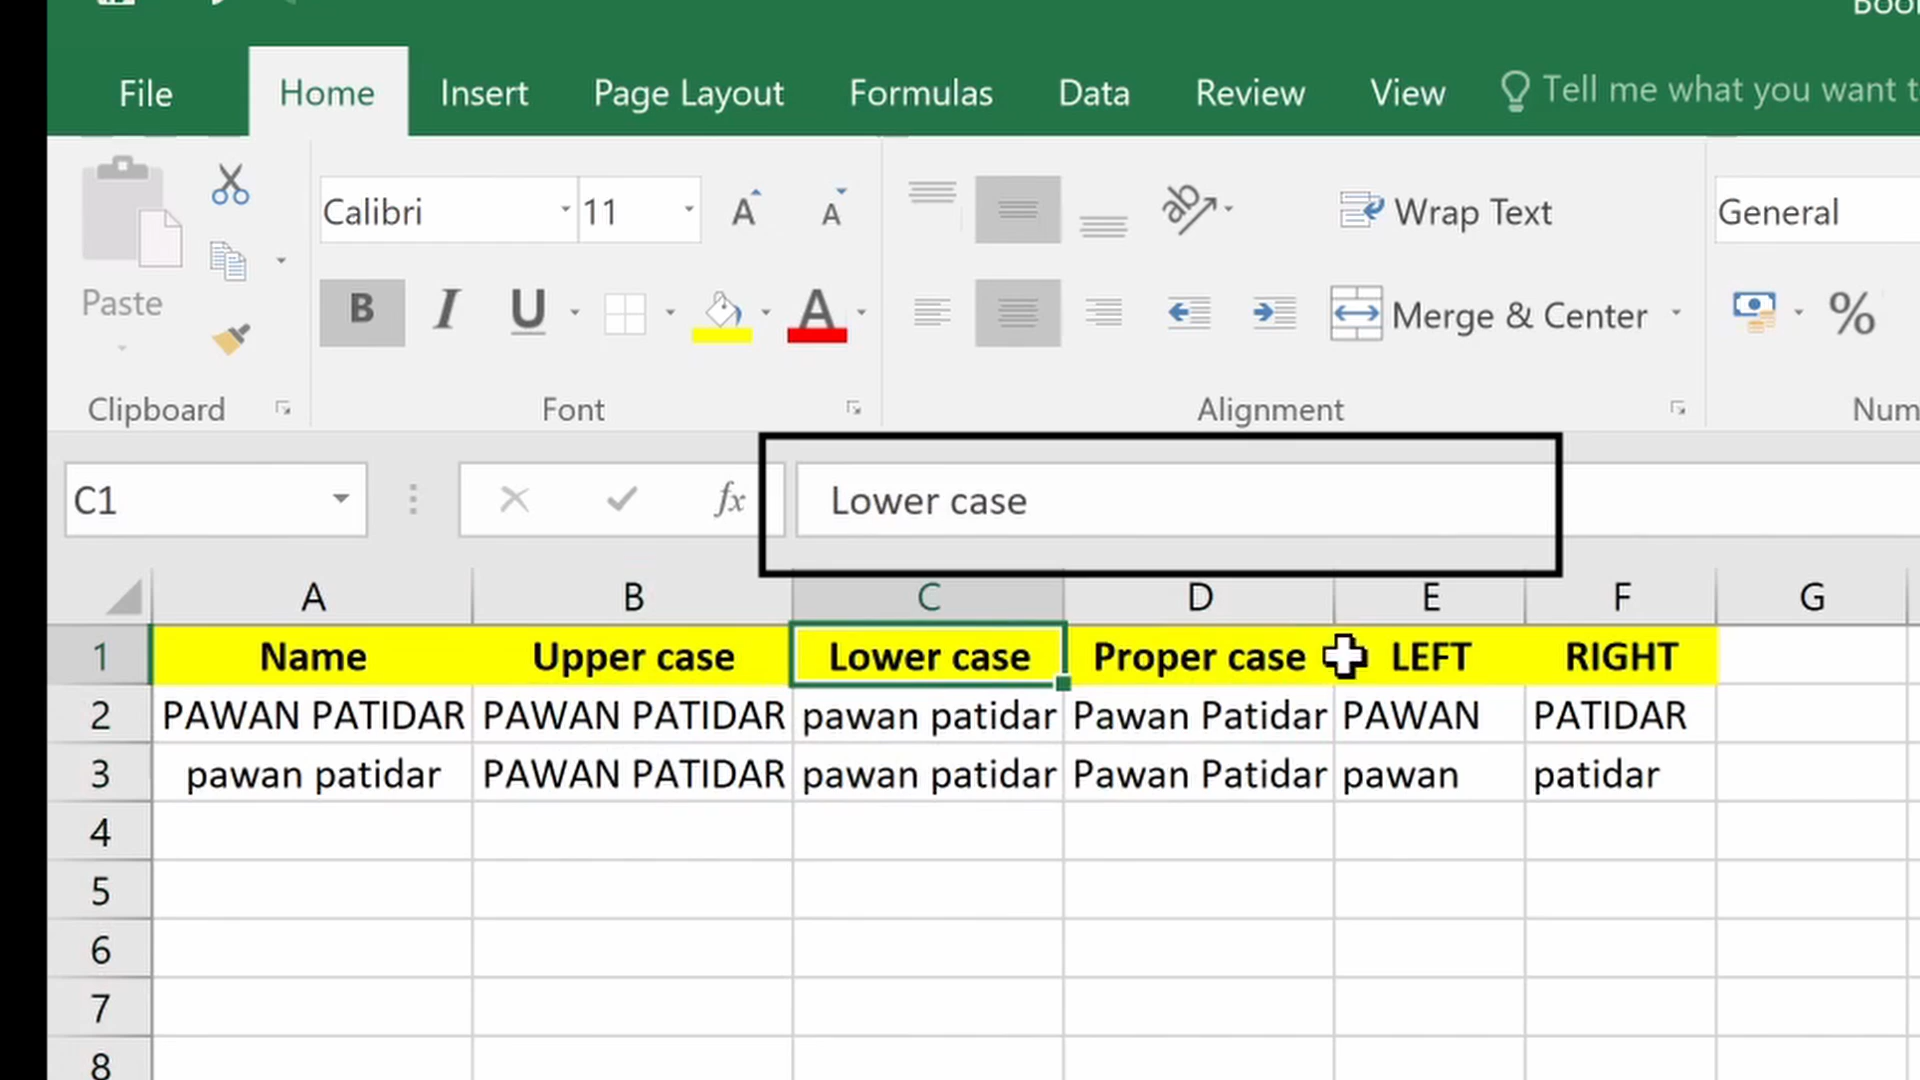 File Home Insert Page Layout Formulas Data Review View Tell me what you want
Calibri 11 Wrap Text General
Paste B I U A Merge & Center %
Clipboard Font Alignment
C1 fx Lower case
A B C D E F G
1 Name Upper case Lower case Proper case LEFT RIGHT
2 PAWAN PATIDAR PAWAN PATIDAR pawan patidar Pawan Patidar PAWAN PATIDAR
3 pawan patidar PAWAN PATIDAR pawan patidar Pawan Patidar pawan patidar
4
5
6
7
8